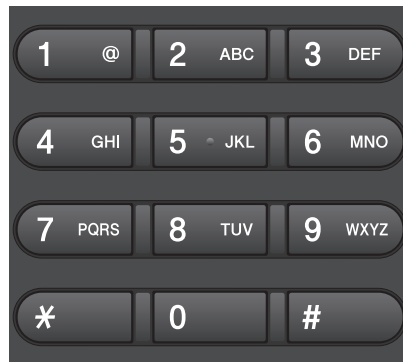 1 @ 2 ABC 3 DEF
4 GHI 5 JKL 6 MNO
7 PQRS 8 TUV 9 WXYZ
* 0 #